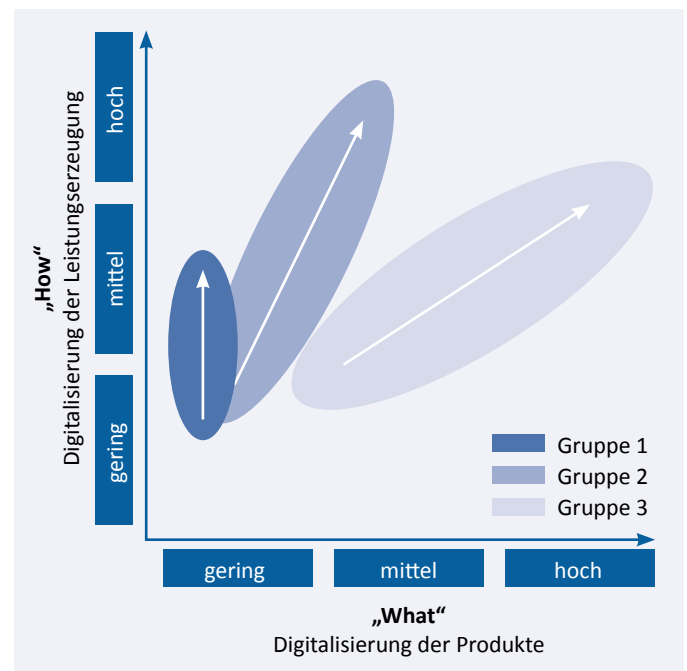 „How“
Digitalisierung der Leistungserzeugung
hoch
mittel
gering
Gruppe 1
Gruppe 2
Gruppe 3
gering
mittel
hoch
„What“
Digitalisierung der Produkte